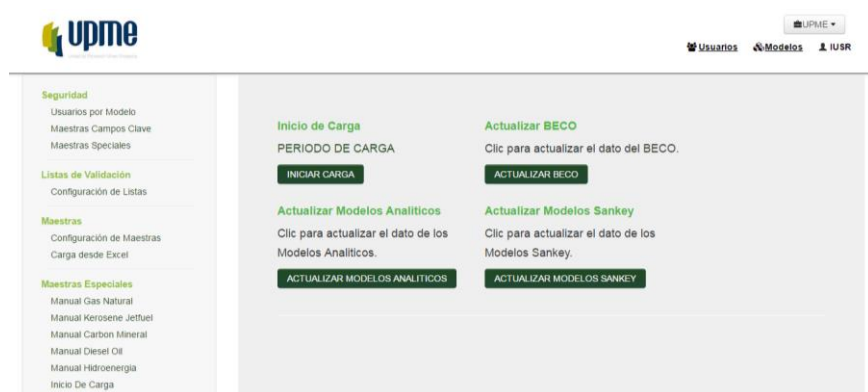 upme
UPME
Usuarios
Modelos
IUSR
Seguridad
Usuarios por Modelo
Maestras Campos Clave
Maestras Speciales
Listas de Validación
Configuración de Listas
Maestras
Configuración de Maestras
Carga desde Excel
Maestras Especiales
Manual Gas Natural
Manual Kerosene Jetfuel
Manual Carbon Mineral
Manual Diesel Oil
Manual Hidroenergia
Inicio De Carga
Inicio de Carga
PERIODO DE CARGA
INICIAR CARGA
Actualizar BECO
Clic para actualizar el dato del BECO.
ACTUALIZAR BECO
Actualizar Modelos Analiticos
Clic para actualizar el dato de los
Modelos Analiticos.
ACTUALIZAR MODELOS ANALITICOS
Actualizar Modelos Sankey
Clic para actualizar el dato de los
Modelos Sankey.
ACTUALIZAR MODELOS SANKEY